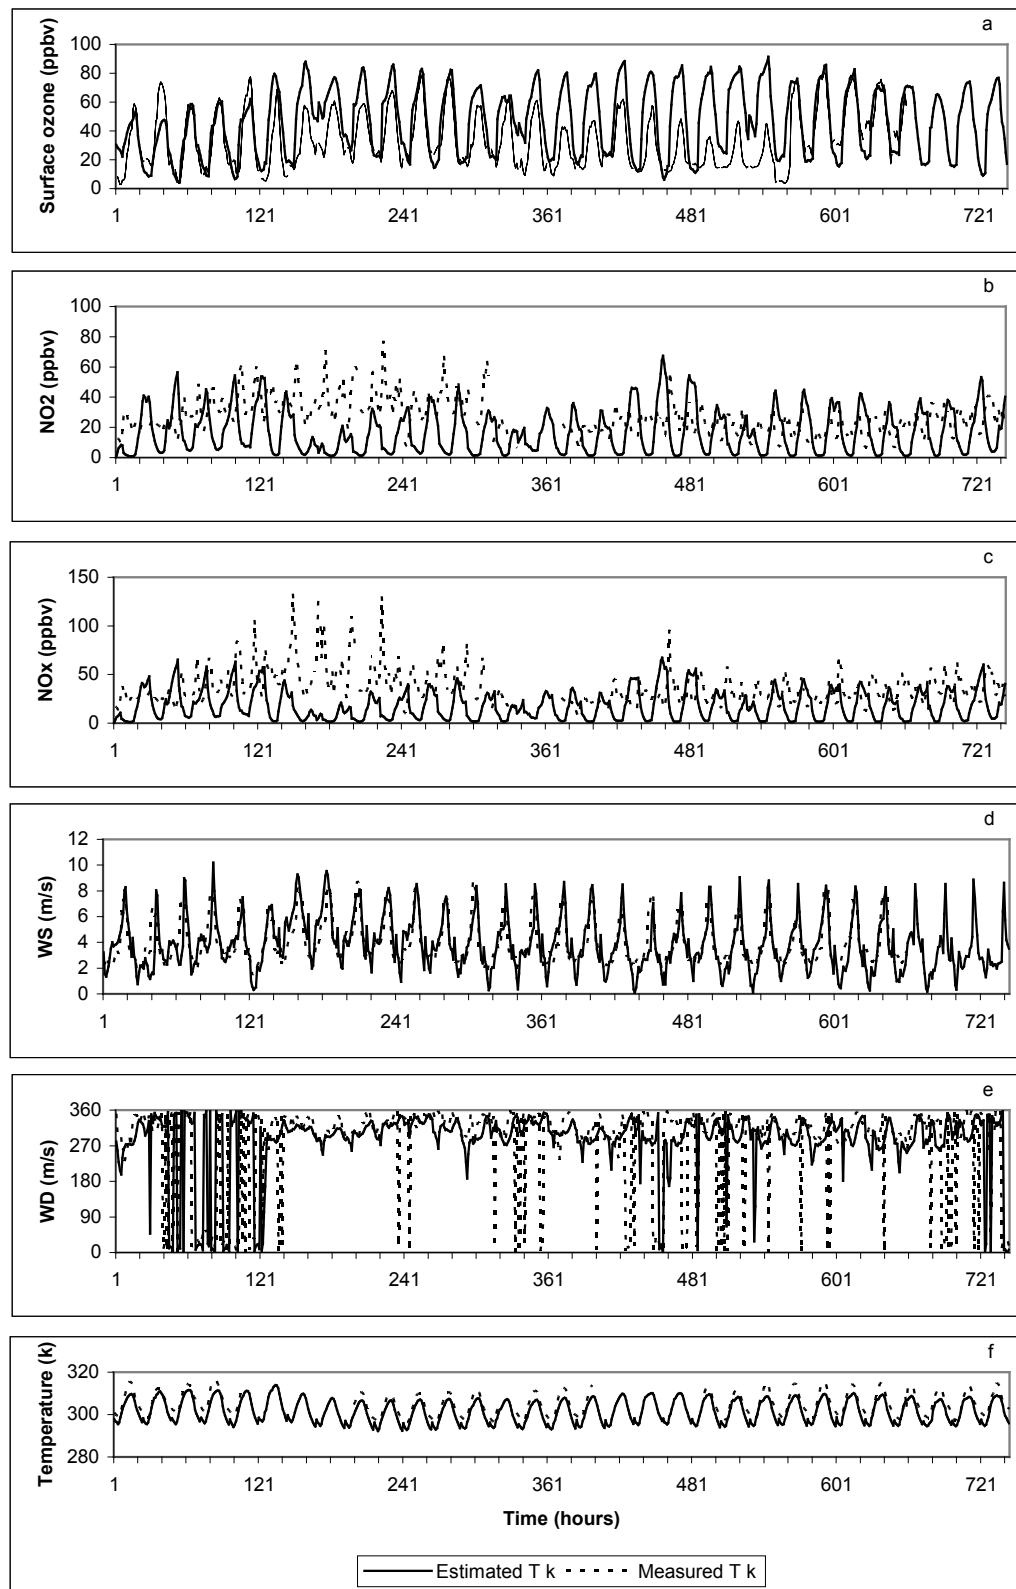 a
Surface ozone (ppbv)
100
80
60
40
20
0
1 121 241 361 481 601 721
b
NO2 (ppbv)
100
80
60
40
20
0
1 121 241 361 481 601 721
c
NOx (ppbv)
150
100
50
0
1 121 241 361 481 601 721
d
WS (m/s)
12
10
8
6
4
2
0
1 121 241 361 481 601 721
e
WD (m/s)
360
270
180
90
0
1 121 241 361 481 601 721
f
Temperature (k)
320
300
280
1 121 241 361 481 601 721
Time (hours)
Estimated T k Measured T k